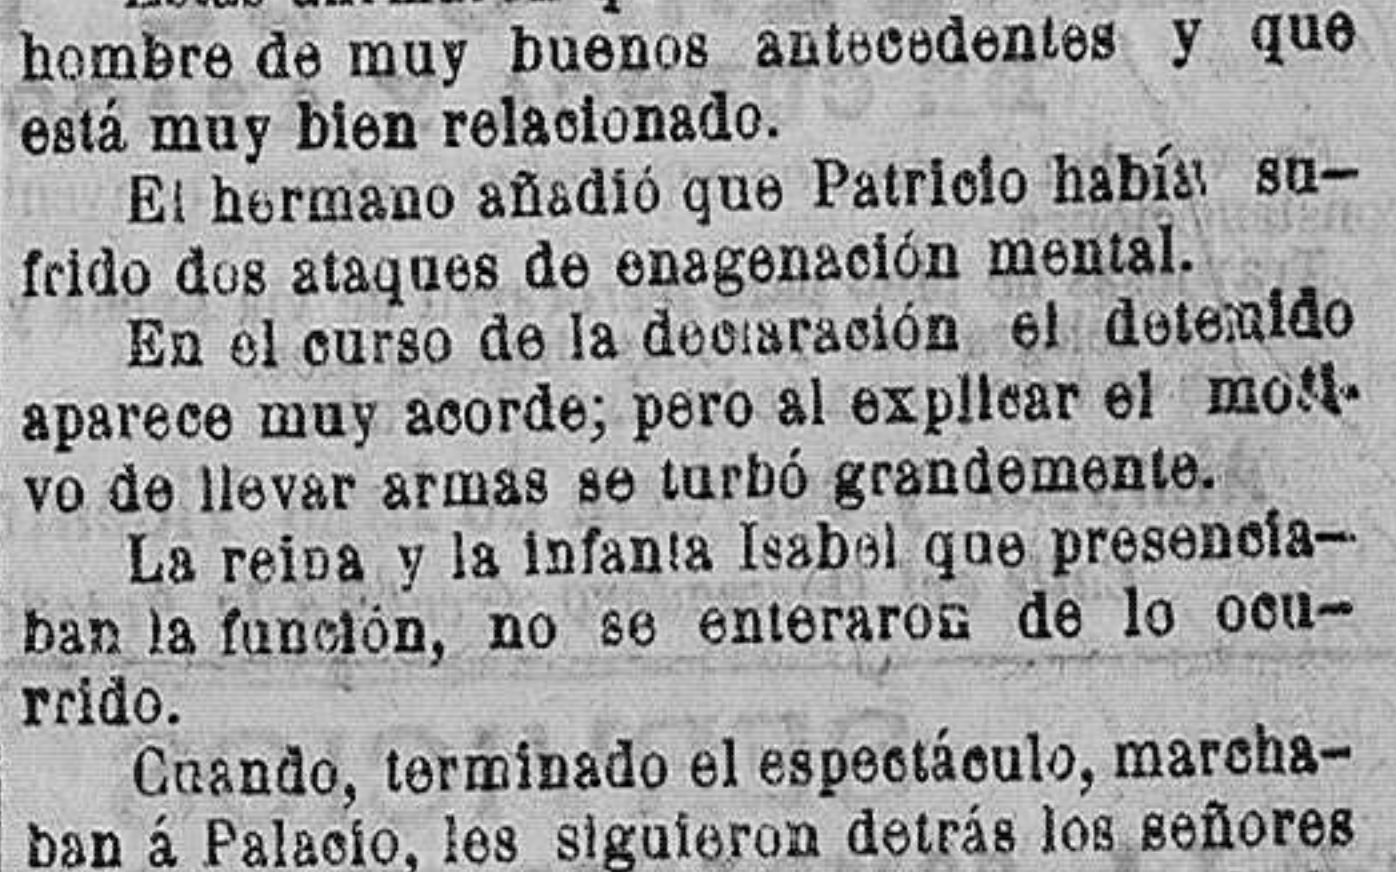 hombre de muy buenos antecedentes y que
está muy bien relacionado.
El hermano añadió que Patricio había su-
frido dos ataques de enagenación mental.
En el curso de la declaración el detenido
aparece muy acorde; pero al explicar el moti-
vo de llevar armas se turbó grandemente.
La reina y la infanta Isabel que presencia-
ban la función, no se enteraron de lo ocu-
rrido.
Cuando, terminado el espectáculo, marcha-
ban á Palacio, les siguieron detrás los señores